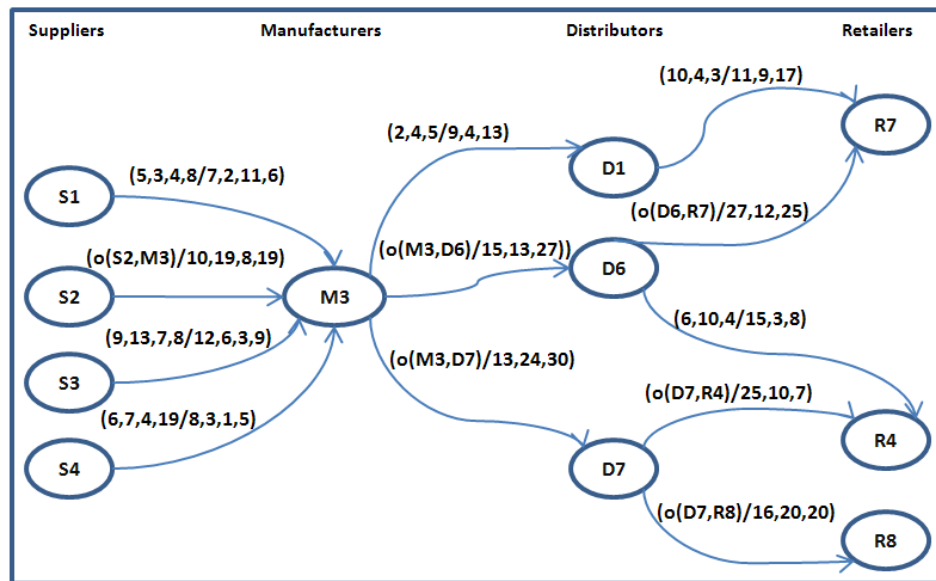 Suppliers Manufacturers Distributors Retailers
(10,4,3/11,9,17)
R7
(2,4,5/9,4,13)
D1
(5,3,4,8/7,2,11,6)
S1
(o(D6,R7)/27,12,25)
(o(S2,M3)/10,19,8,19)
(o(M3,D6)/15,13,27))
D6
S2
M3
(9,13,7,8/12,6,3,9)
(6,10,4/15,3,8)
(o(M3,D7)/13,24,30)
S3
(o(D7,R4)/25,10,7)
(6,7,4,19/8,3,1,5)
R4
S4
D7
(o(D7,R8)/16,20,20)
R8